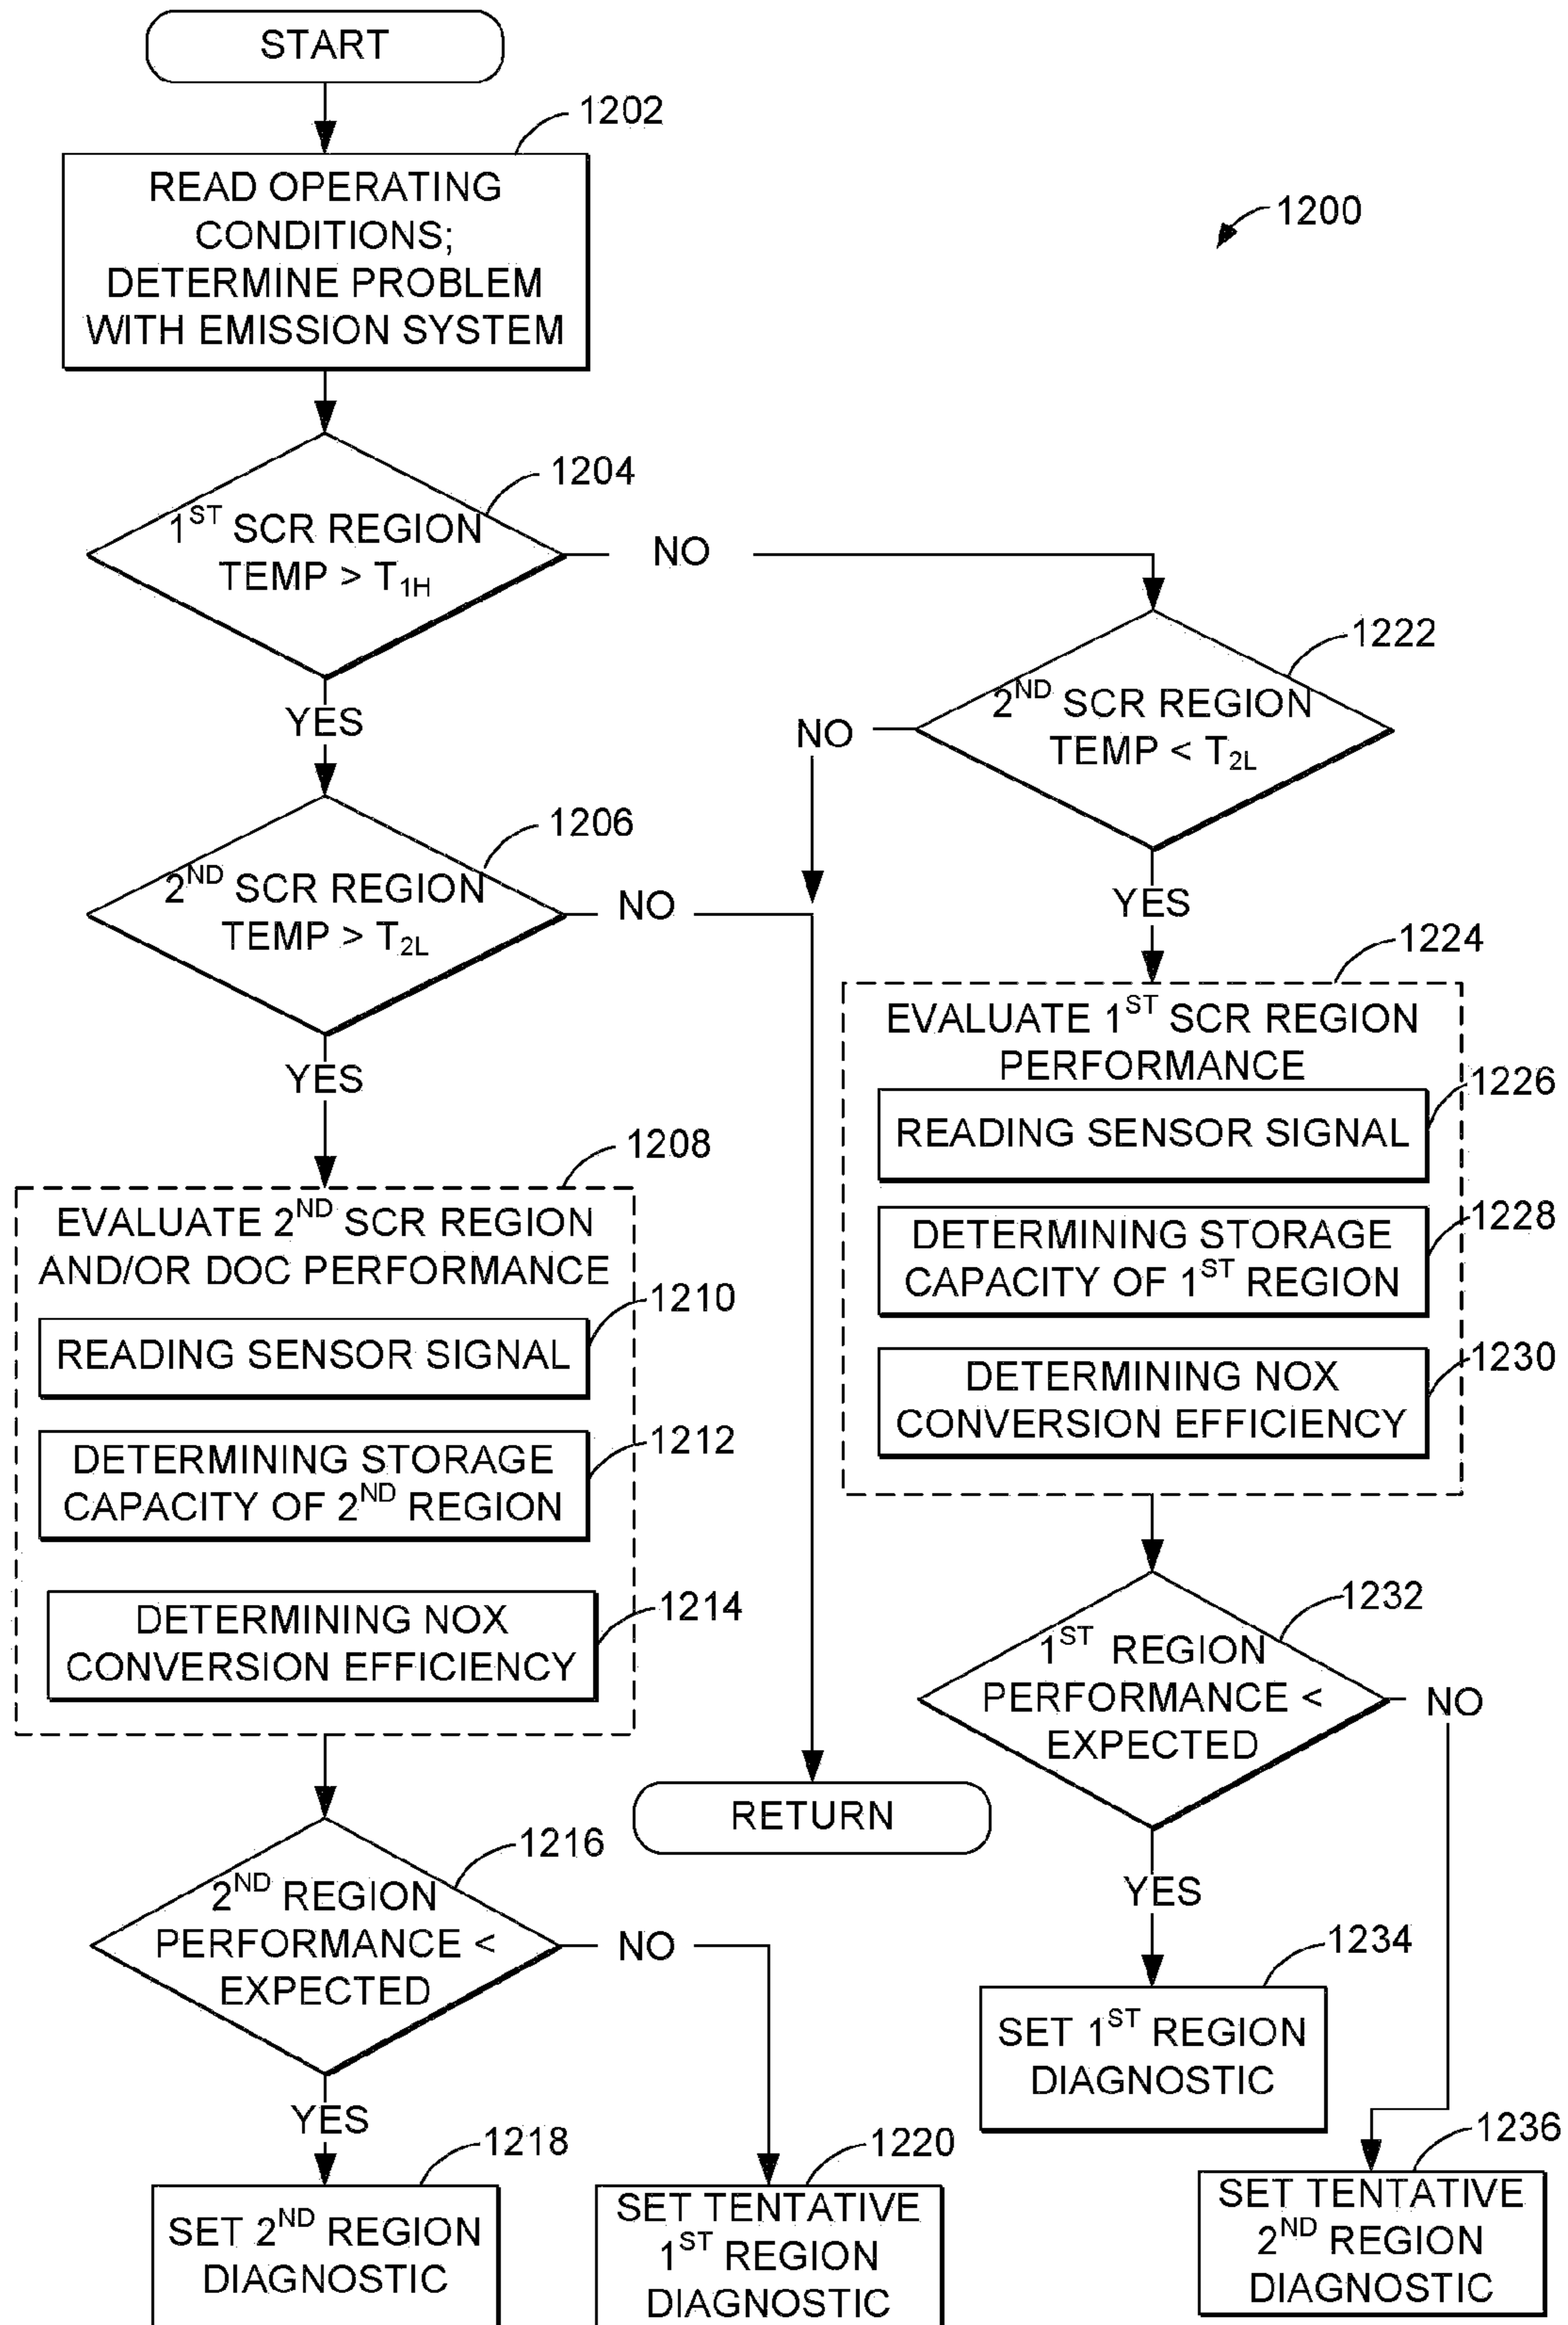 START
1202
READ OPERATING
CONDITIONS;
DETERMINE PROBLEM
WITH EMISSION SYSTEM
1200
1204
1ST SCR REGION
TEMP > T1H
NO
YES
1222
2ND SCR REGION
TEMP < T2L
NO
YES
1206
2ND SCR REGION
TEMP > T2L
NO
YES
1208
EVALUATE 2ND SCR REGION
AND/OR DOC PERFORMANCE
1210
READING SENSOR SIGNAL
1212
DETERMINING STORAGE
CAPACITY OF 2ND REGION
1214
DETERMINING NOX
CONVERSION EFFICIENCY
1224
EVALUATE 1ST SCR REGION
PERFORMANCE
1226
READING SENSOR SIGNAL
1228
DETERMINING STORAGE
CAPACITY OF 1ST REGION
1230
DETERMINING NOX
CONVERSION EFFICIENCY
1232
1ST REGION
PERFORMANCE <
EXPECTED
NO
YES
RETURN
1216
2ND REGION
PERFORMANCE <
EXPECTED
NO
YES
1234
SET 1ST REGION
DIAGNOSTIC
1218
SET 2ND REGION
DIAGNOSTIC
1220
SET TENTATIVE
1ST REGION
DIAGNOSTIC
1236
SET TENTATIVE
2ND REGION
DIAGNOSTIC